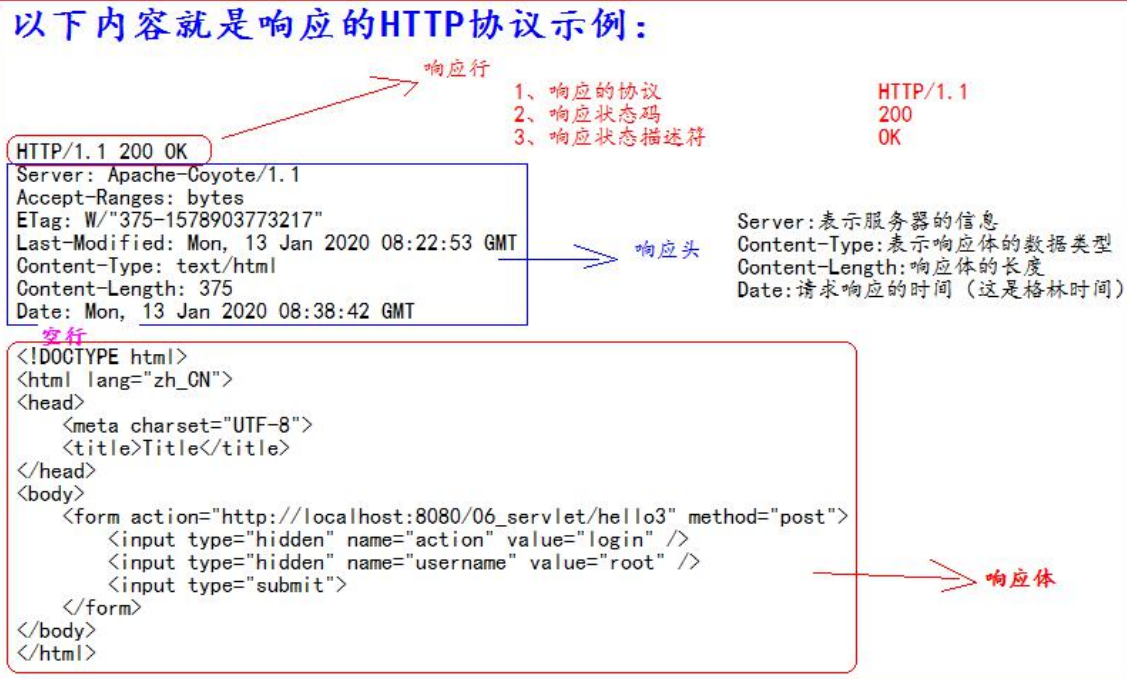 以下内容就是响应的HTTP协议示例：
响应行
1、响应的协议 HTTP/1.1
2、响应状态码 200
3、响应状态描述符 OK
HTTP/1.1 200 OK
Server: Apache-Coyote/1.1
Accept-Ranges: bytes
ETag: W/"375-1578903773217"
Last-Modified: Mon, 13 Jan 2020 08:22:53 GMT
Content-Type: text/html
Content-Length: 375
Date: Mon, 13 Jan 2020 08:38:42 GMT
响应头
Server:表示服务器的信息
Content-Type:表示响应体的数据类型
Content-Length:响应体的长度
Date:请求响应的时间（这是格林时间）
空行
<!DOCTYPE html>
<html lang="zh_CN">
<head>
    <meta charset="UTF-8">
    <title>Title</title>
</head>
<body>
    <form action="http://localhost:8080/06_servlet/hello3" method="post">
        <input type="hidden" name="action" value="login" />
        <input type="hidden" name="username" value="root" />
        <input type="submit">
    </form>
</body>
</html>
响应体